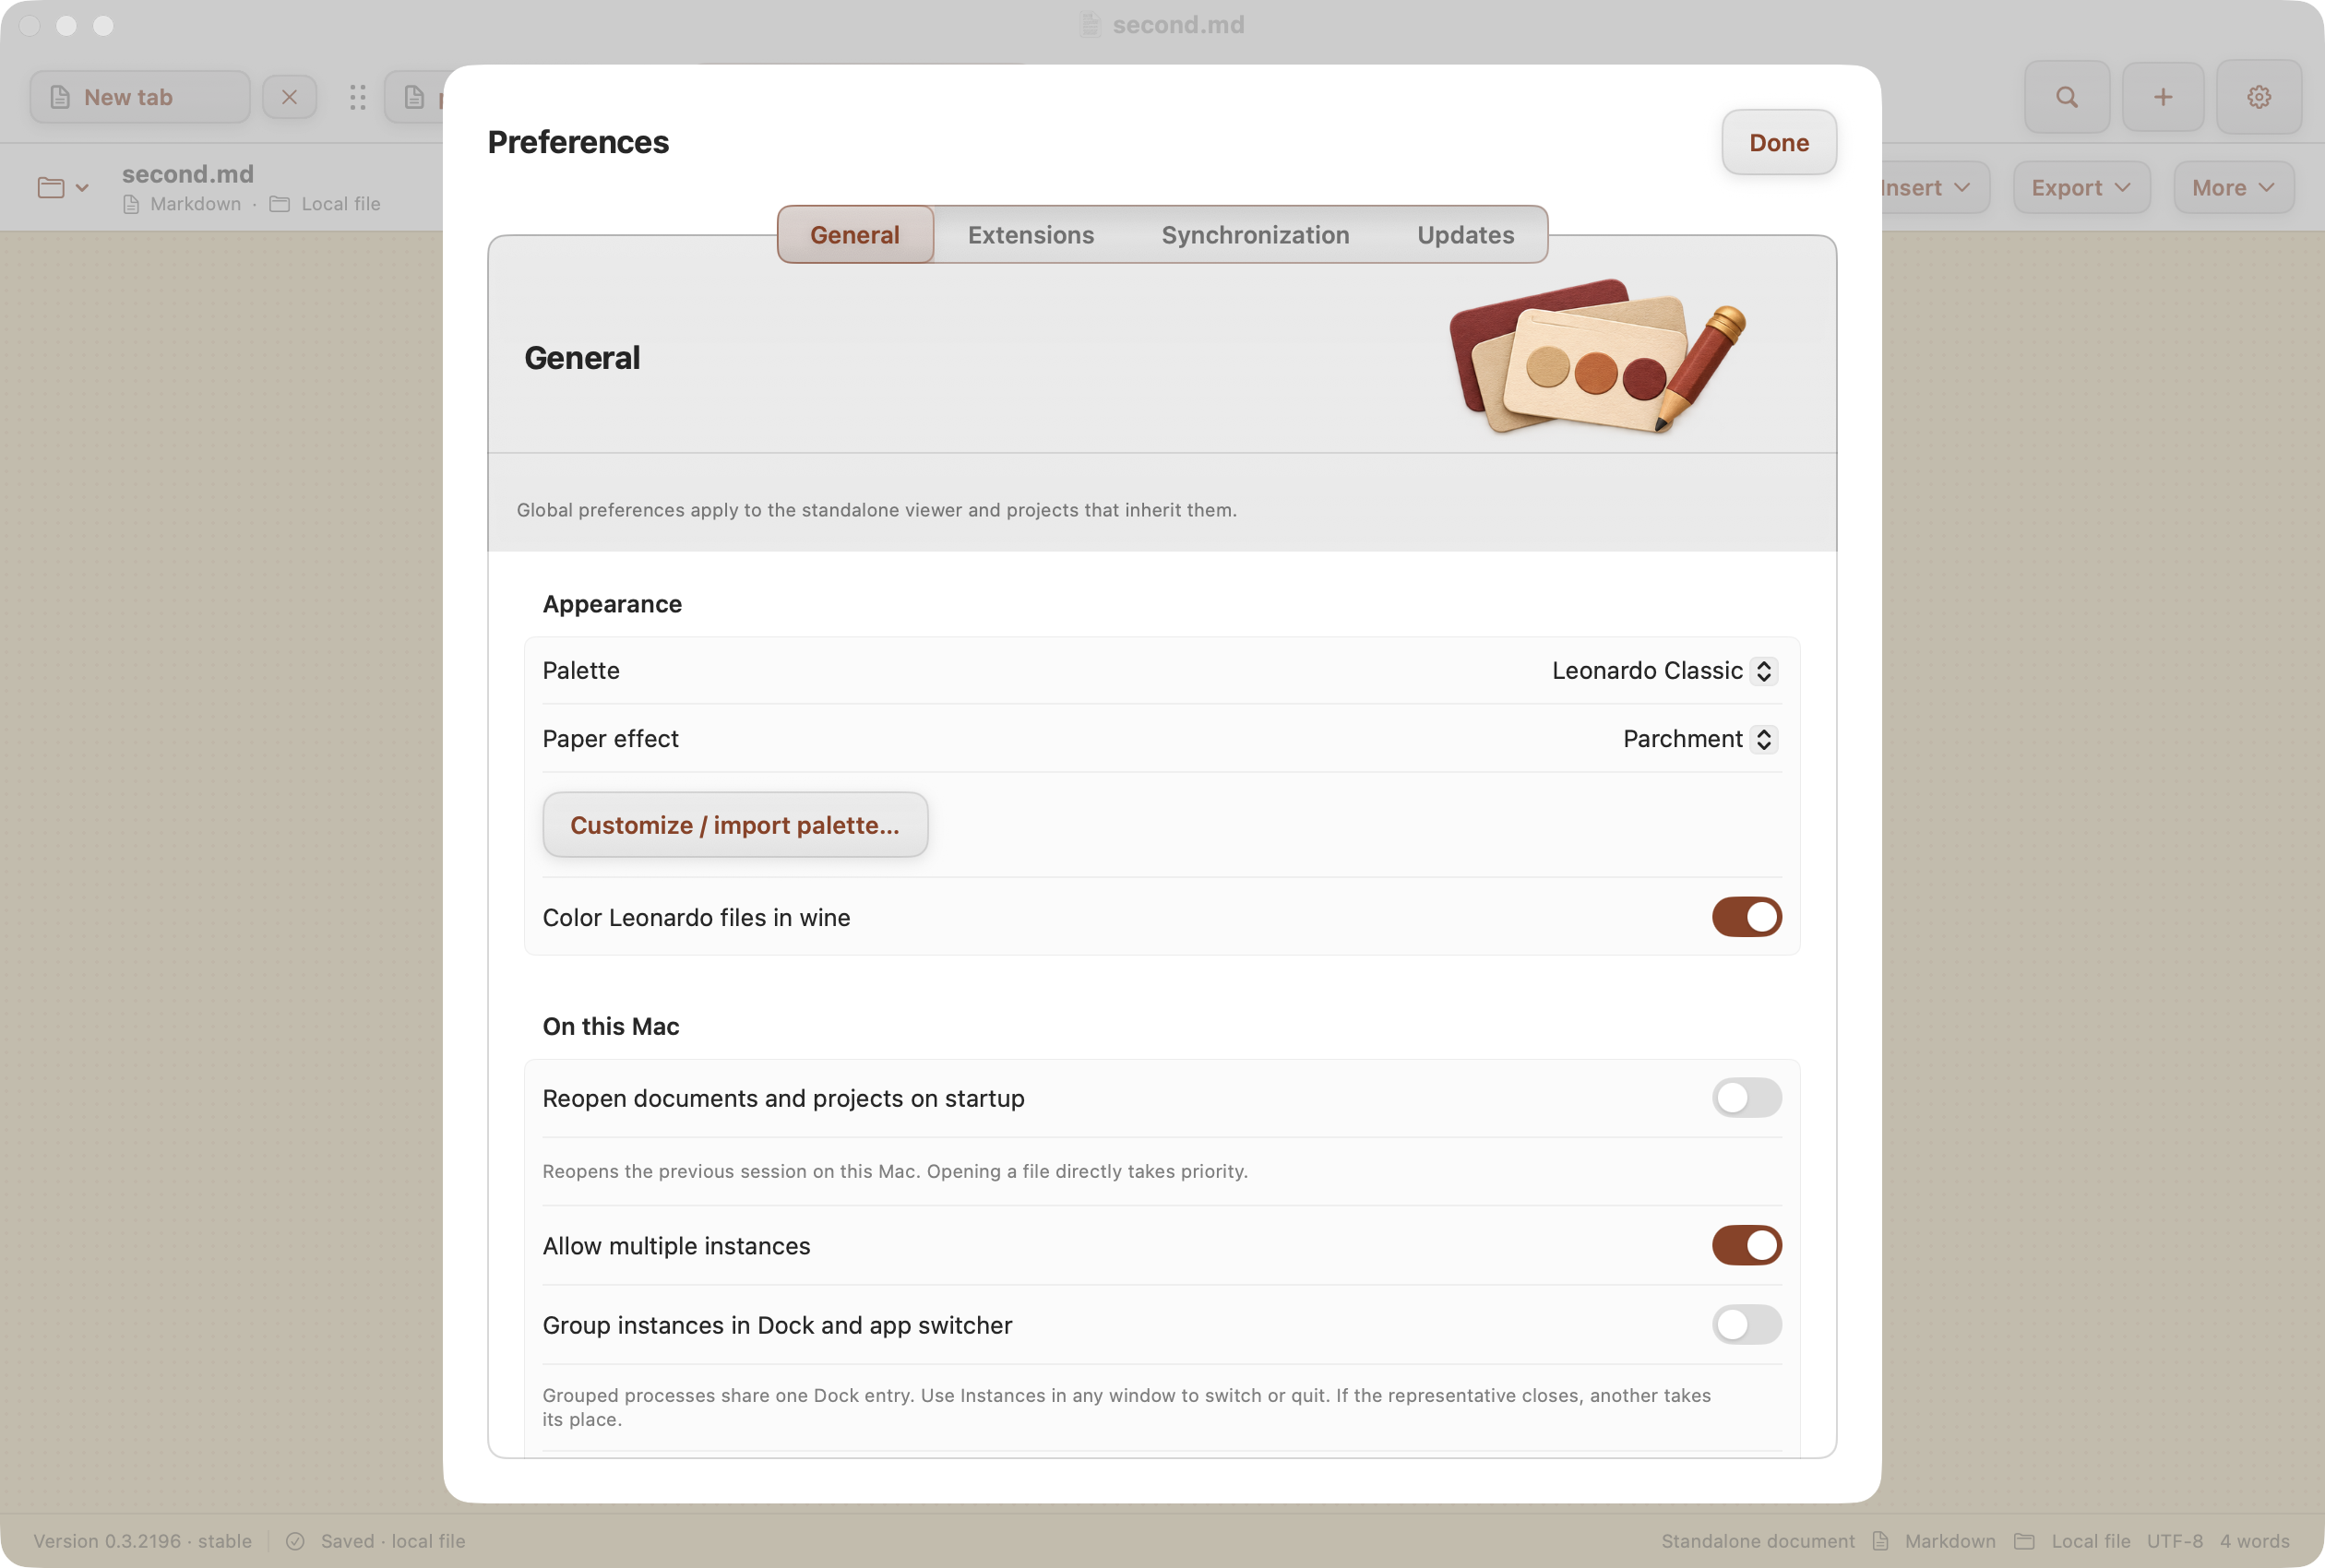 second.md
New tab
second.md
Markdown · Local file
Insert
Export
More
Preferences
Done
General
Extensions
Synchronization
Updates
General
Global preferences apply to the standalone viewer and projects that inherit them.
Appearance
Palette
Leonardo Classic
Paper effect
Parchment
Customize / import palette...
Color Leonardo files in wine
On this Mac
Reopen documents and projects on startup
Reopens the previous session on this Mac. Opening a file directly takes priority.
Allow multiple instances
Group instances in Dock and app switcher
Grouped processes share one Dock entry. Use Instances in any window to switch or quit. If the representative closes, another takes
its place.
Version 0.3.2196 · stable
Saved · local file
Standalone document
Markdown
Local file
UTF-8
4 words